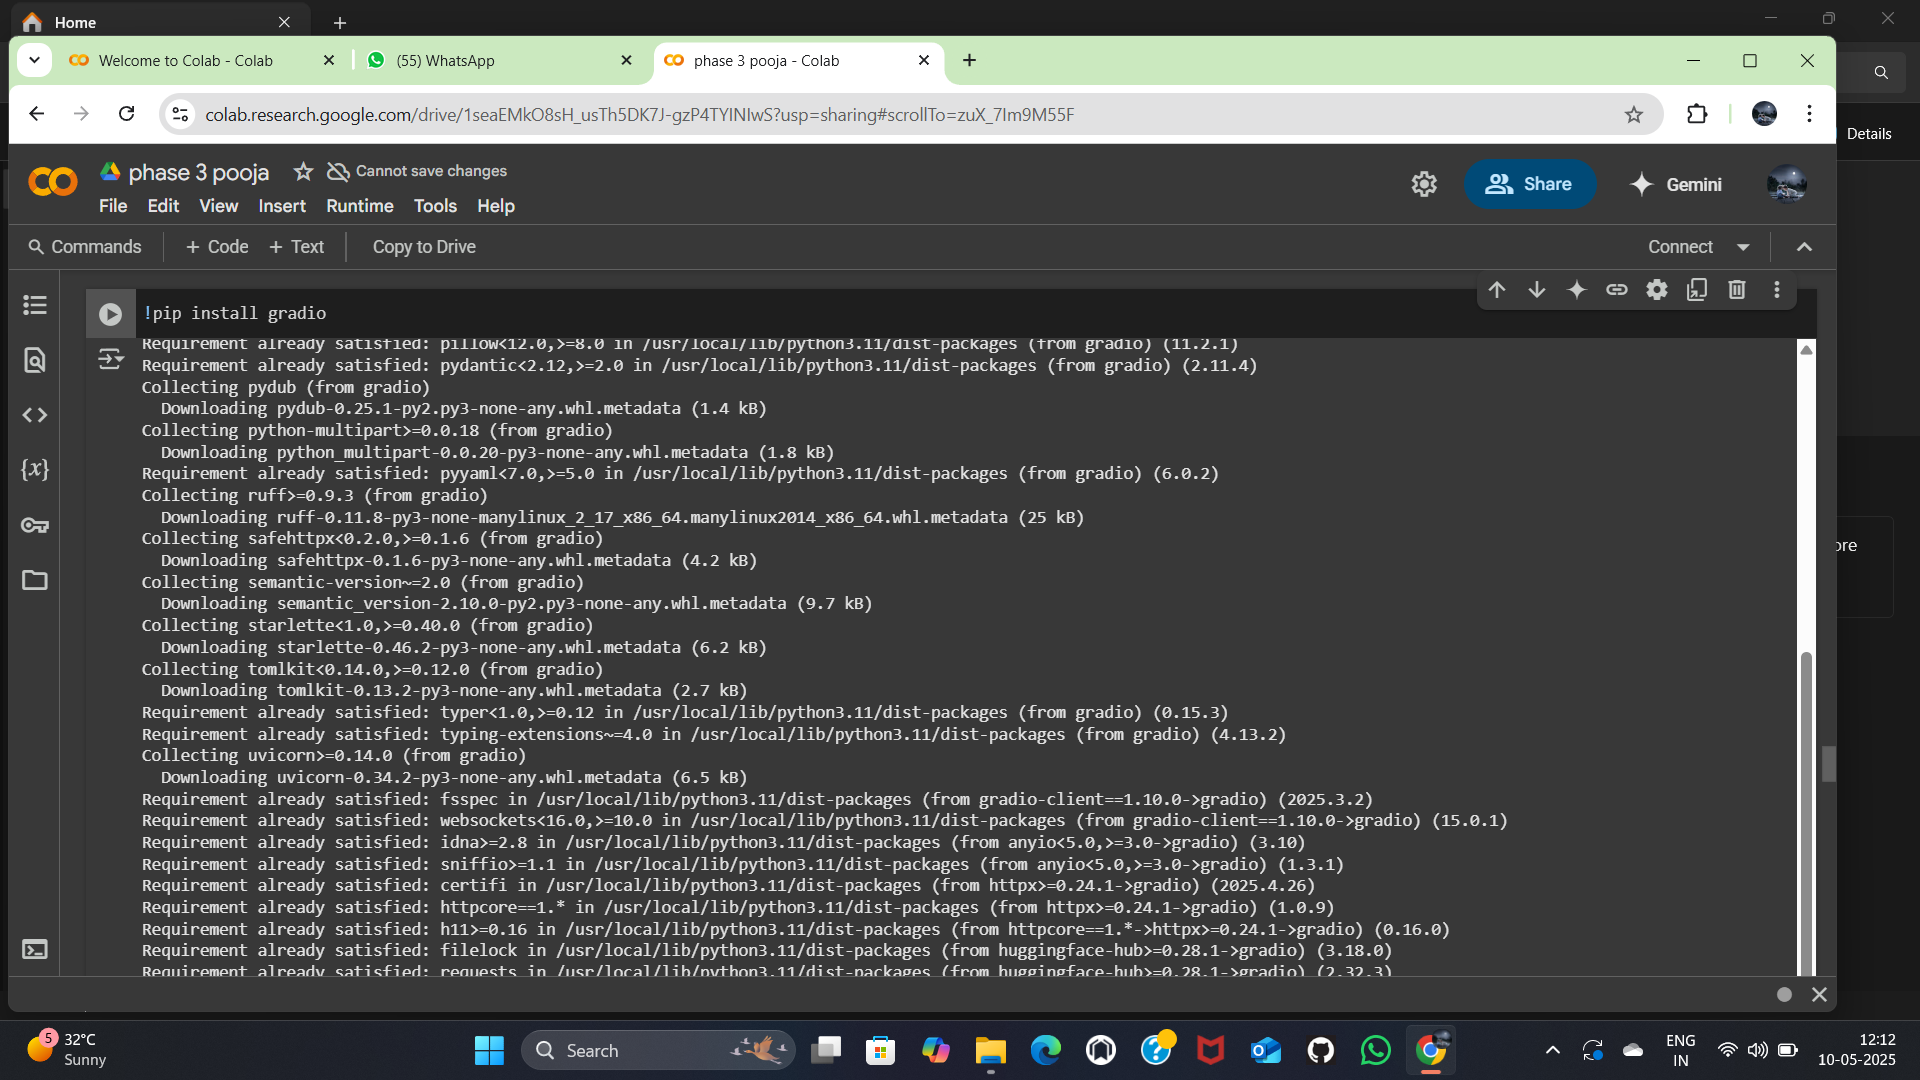 Home
Welcome to Colab - Colab
(55) WhatsApp
phase 3 pooja - Colab
colab.research.google.com/drive/1seaEMkO8sH_usTh5DK7J-gzP4TYINIwS?usp=sharing#scrollTo=zuX_7Im9M55F
Details
phase 3 pooja
Cannot save changes
Share
Gemini
File Edit View Insert Runtime Tools Help
Commands + Code + Text Copy to Drive
Connect
!pip install gradio
Requirement already satisfied: pillow<12.0,>=8.0 in /usr/local/lib/python3.11/dist-packages (from gradio) (11.2.1)
Requirement already satisfied: pydantic<2.12,>=2.0 in /usr/local/lib/python3.11/dist-packages (from gradio) (2.11.4)
Collecting pydub (from gradio)
Downloading pydub-0.25.1-py2.py3-none-any.whl.metadata (1.4 kB)
Collecting python-multipart>=0.0.18 (from gradio)
Downloading python_multipart-0.0.20-py3-none-any.whl.metadata (1.8 kB)
Requirement already satisfied: pyyaml<7.0,>=5.0 in /usr/local/lib/python3.11/dist-packages (from gradio) (6.0.2)
Collecting ruff>=0.9.3 (from gradio)
Downloading ruff-0.11.8-py3-none-manylinux_2_17_x86_64.manylinux2014_x86_64.whl.metadata (25 kB)
Collecting safehttpx<0.2.0,>=0.1.6 (from gradio)
Downloading safehttpx-0.1.6-py3-none-any.whl.metadata (4.2 kB)
Collecting semantic-version~=2.0 (from gradio)
Downloading semantic_version-2.10.0-py2.py3-none-any.whl.metadata (9.7 kB)
Collecting starlette<1.0,>=0.40.0 (from gradio)
Downloading starlette-0.46.2-py3-none-any.whl.metadata (6.2 kB)
Collecting tomlkit<0.14.0,>=0.12.0 (from gradio)
Downloading tomlkit-0.13.2-py3-none-any.whl.metadata (2.7 kB)
Requirement already satisfied: typer<1.0,>=0.12 in /usr/local/lib/python3.11/dist-packages (from gradio) (0.15.3)
Requirement already satisfied: typing-extensions~=4.0 in /usr/local/lib/python3.11/dist-packages (from gradio) (4.13.2)
Collecting uvicorn>=0.14.0 (from gradio)
Downloading uvicorn-0.34.2-py3-none-any.whl.metadata (6.5 kB)
Requirement already satisfied: fsspec in /usr/local/lib/python3.11/dist-packages (from gradio-client==1.10.0->gradio) (2025.3.2)
Requirement already satisfied: websockets<16.0,>=10.0 in /usr/local/lib/python3.11/dist-packages (from gradio-client==1.10.0->gradio) (15.0.1)
Requirement already satisfied: idna>=2.8 in /usr/local/lib/python3.11/dist-packages (from anyio<5.0,>=3.0->gradio) (3.10)
Requirement already satisfied: sniffio>=1.1 in /usr/local/lib/python3.11/dist-packages (from anyio<5.0,>=3.0->gradio) (1.3.1)
Requirement already satisfied: certifi in /usr/local/lib/python3.11/dist-packages (from httpx>=0.24.1->gradio) (2025.4.26)
Requirement already satisfied: httpcore==1.* in /usr/local/lib/python3.11/dist-packages (from httpx>=0.24.1->gradio) (1.0.9)
Requirement already satisfied: h11>=0.16 in /usr/local/lib/python3.11/dist-packages (from httpcore==1.*->httpx>=0.24.1->gradio) (0.16.0)
Requirement already satisfied: filelock in /usr/local/lib/python3.11/dist-packages (from huggingface-hub>=0.28.1->gradio) (3.18.0)
Requirement already satisfied: requests in /usr/local/lib/python3.11/dist-packages (from huggingface-hub>=0.28.1->gradio) (2.32.3)
ore
5
32°C
Sunny
Search
ENG
IN
12:12
10-05-2025